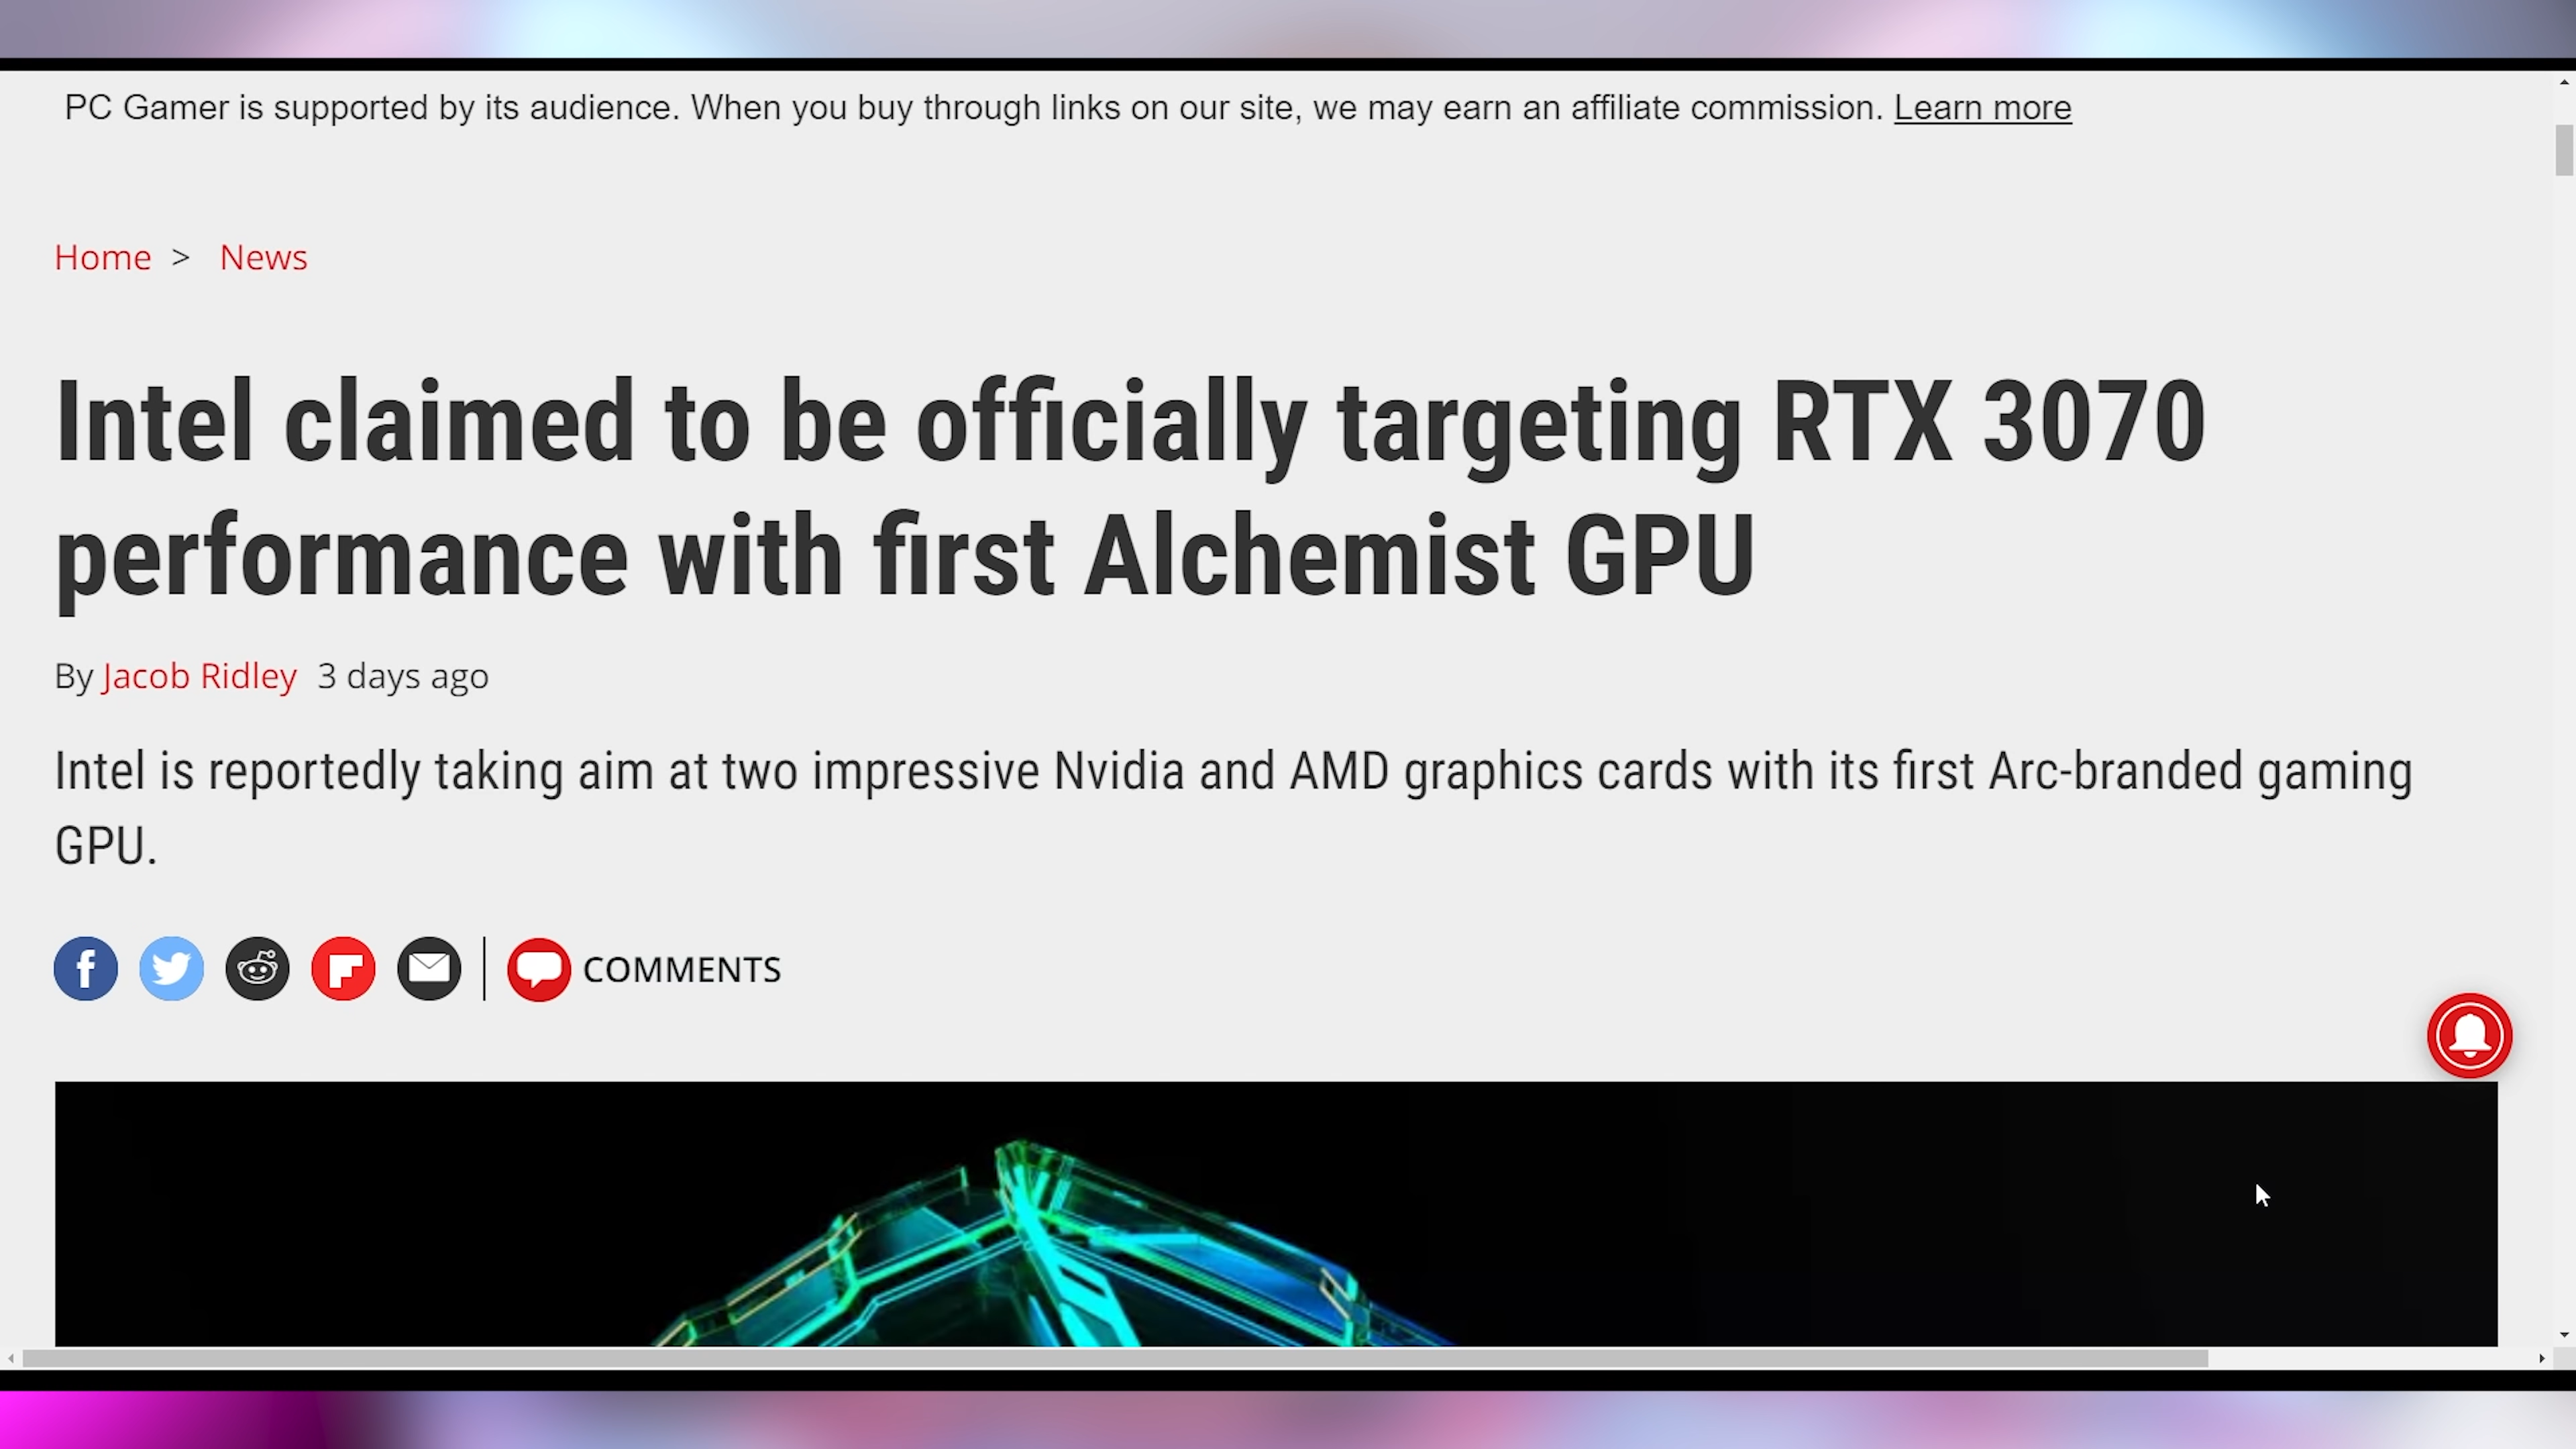 PC Gamer is supported by its audience. When you buy through links on our site, we may earn an affiliate commission. Learn more
Home > News
Intel claimed to be officially targeting RTX 3070
performance with first Alchemist GPU
By Jacob Ridley 3 days ago
Intel is reportedly taking aim at two impressive Nvidia and AMD graphics cards with its first Arc-branded gaming
GPU.
COMMENTS